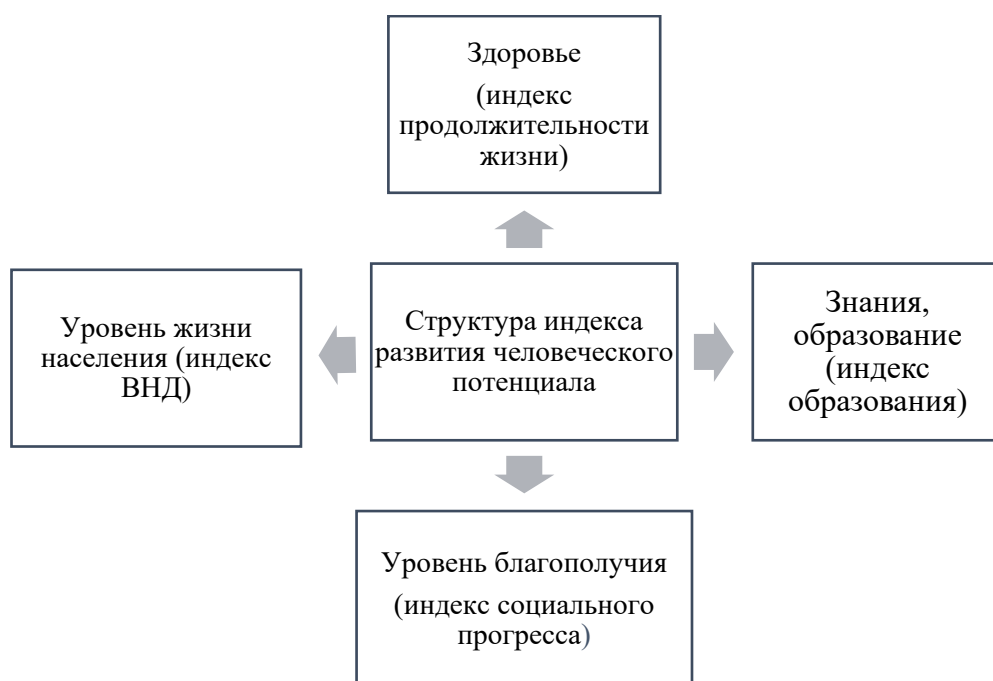 Здоровье
(индекс
продолжительности
жизни)
Уровень жизни
населения (индекс
ВНД)
Структура индекса
развития человеческого
потенциала
Знания,
образование
(индекс
образования)
Уровень благополучия
(индекс социального
прогресса)